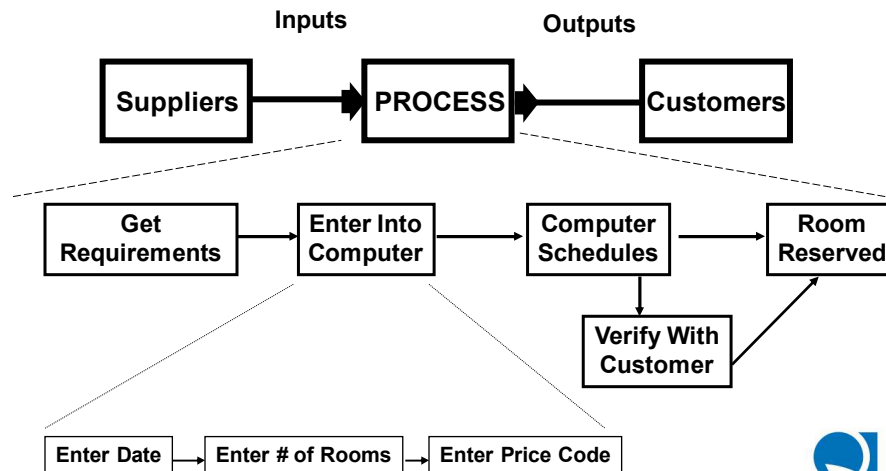 Inputs
Outputs
Suppliers
PROCESS
Customers
Get
Requirements
Enter Into
Computer
Computer
Schedules
Room
Reserved
Verify With
Customer
Enter Date
Enter # of Rooms
Enter Price Code